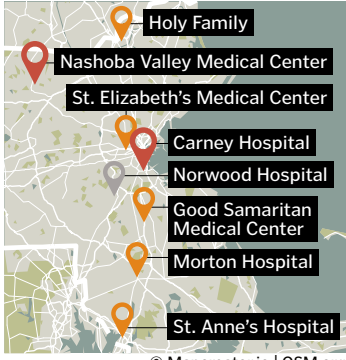 Holy Family
Nashoba Valley Medical Center
St. Elizabeth's Medical Center
Carney Hospital
Norwood Hospital
Good Samaritan
Medical Center
Morton Hospital
St. Anne's Hospital